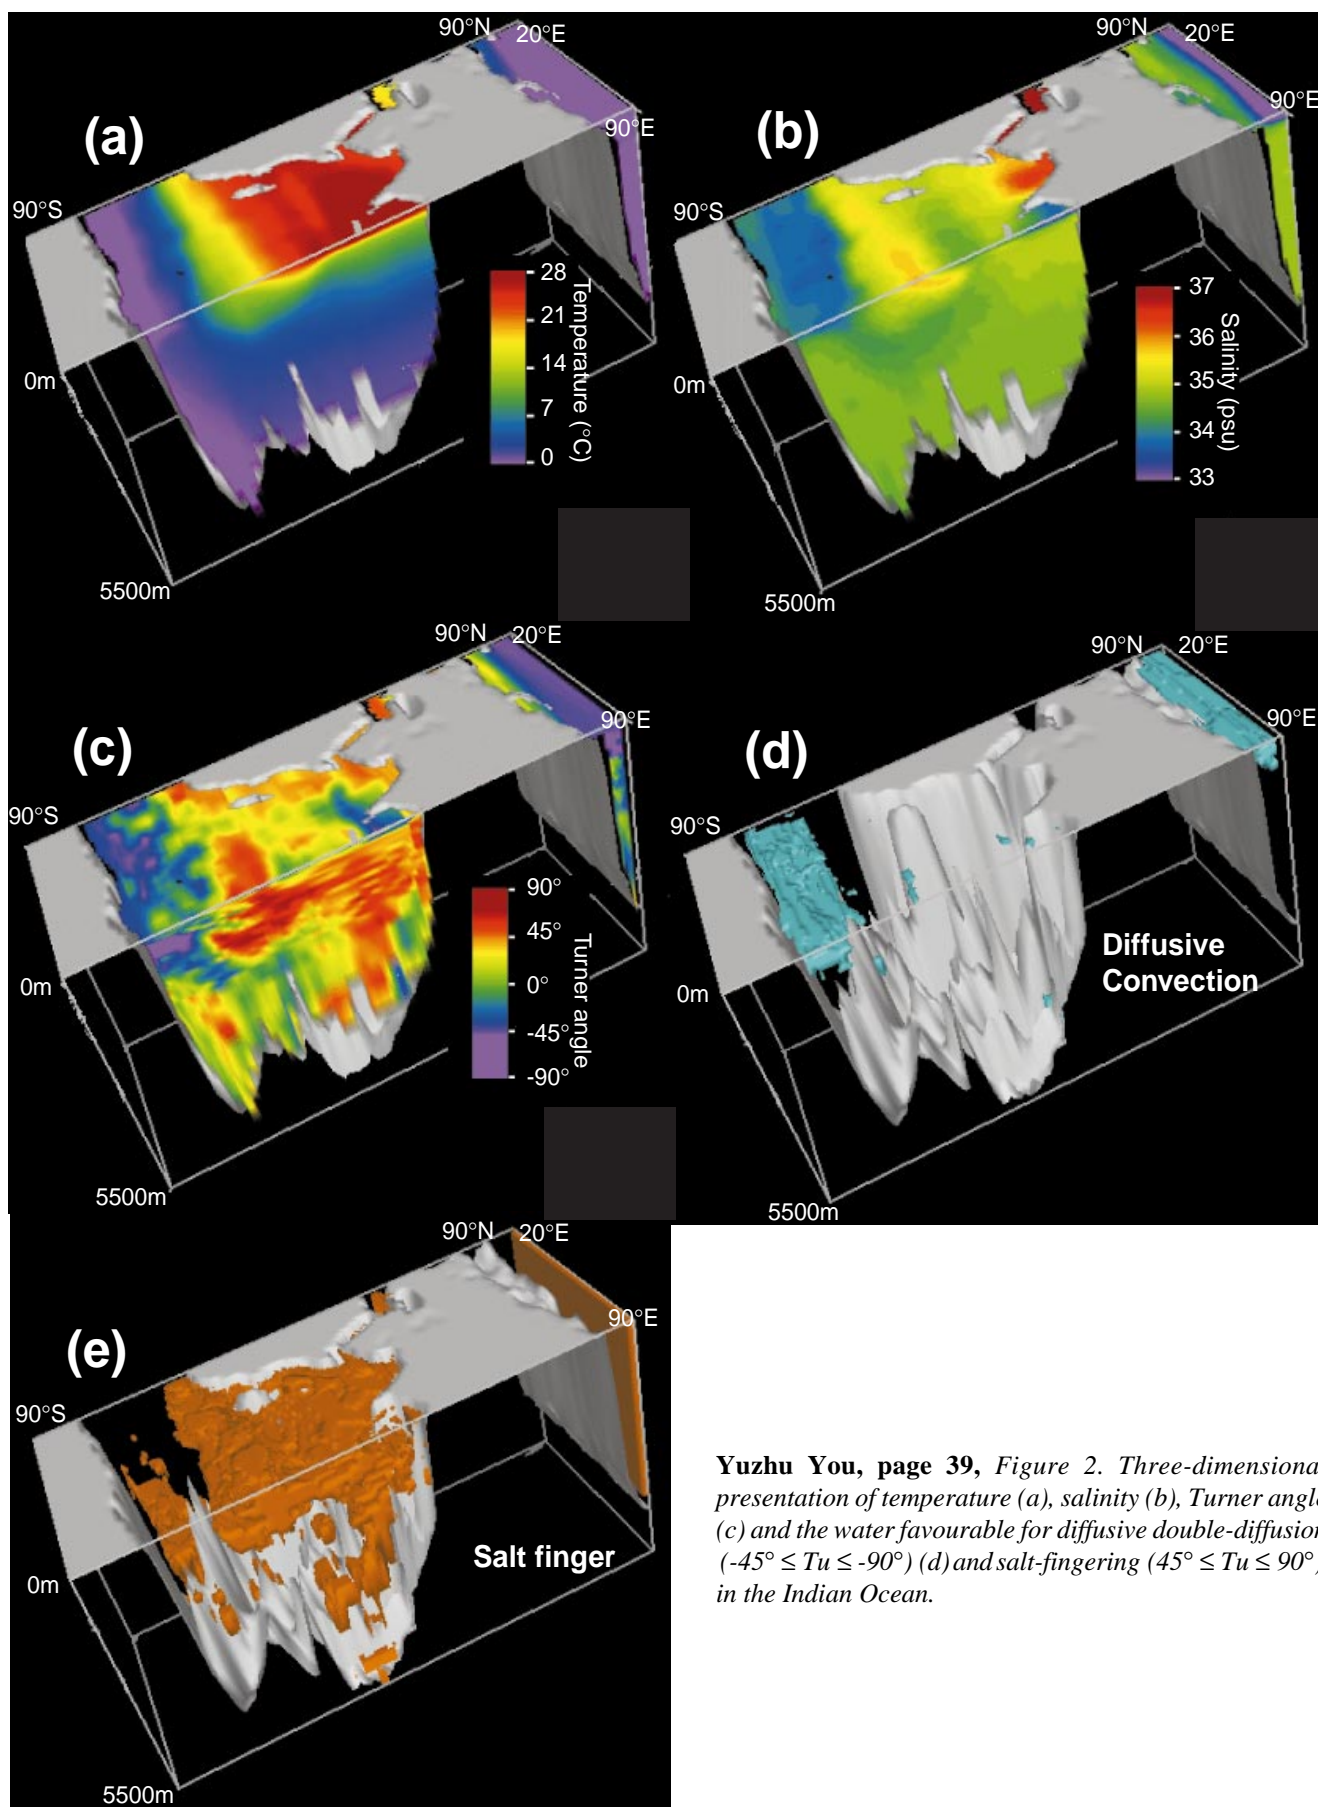 90°N 20°E
(a)
90°E
90°S
28
21
14
7
0
Temperature (°C)
0m
5500m
90°N 20°E
(b)
90°E
90°S
37
36
35
34
33
Salinity (psu)
0m
5500m
90°N 20°E
(c)
90°E
90°S
90°
45°
0°
-45°
-90°
Turner angle
0m
5500m
90°N 20°E
(d)
90°E
90°S
Diffusive
Convection
0m
5500m
90°N 20°E
(e)
90°E
90°S
Salt finger
0m
5500m
Yuzhu You, page 39, Figure 2. Three-dimensiona
presentation of temperature (a), salinity (b), Turner angle
(c) and the water favourable for diffusive double-diffusion
(-45° ≤ Tu ≤ -90°) (d) and salt-fingering (45° ≤ Tu ≤ 90°)
in the Indian Ocean.